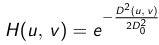 H(u, v) = e^{-\frac{D^2(u, v)}{2D_0^2}}